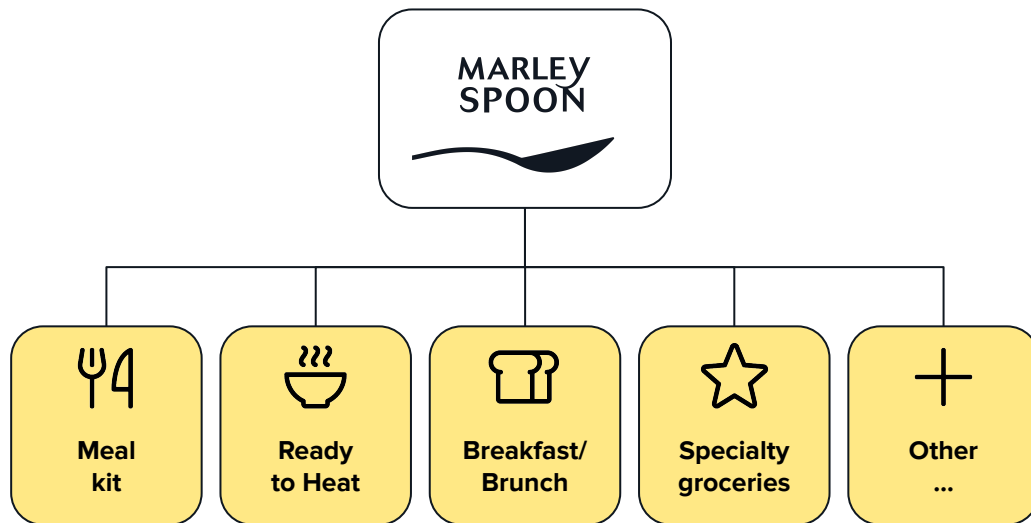 MARLEY
SPOON
Meal
kit
Ready
to Heat
Breakfast/
Brunch
Specialty
groceries
Other
...